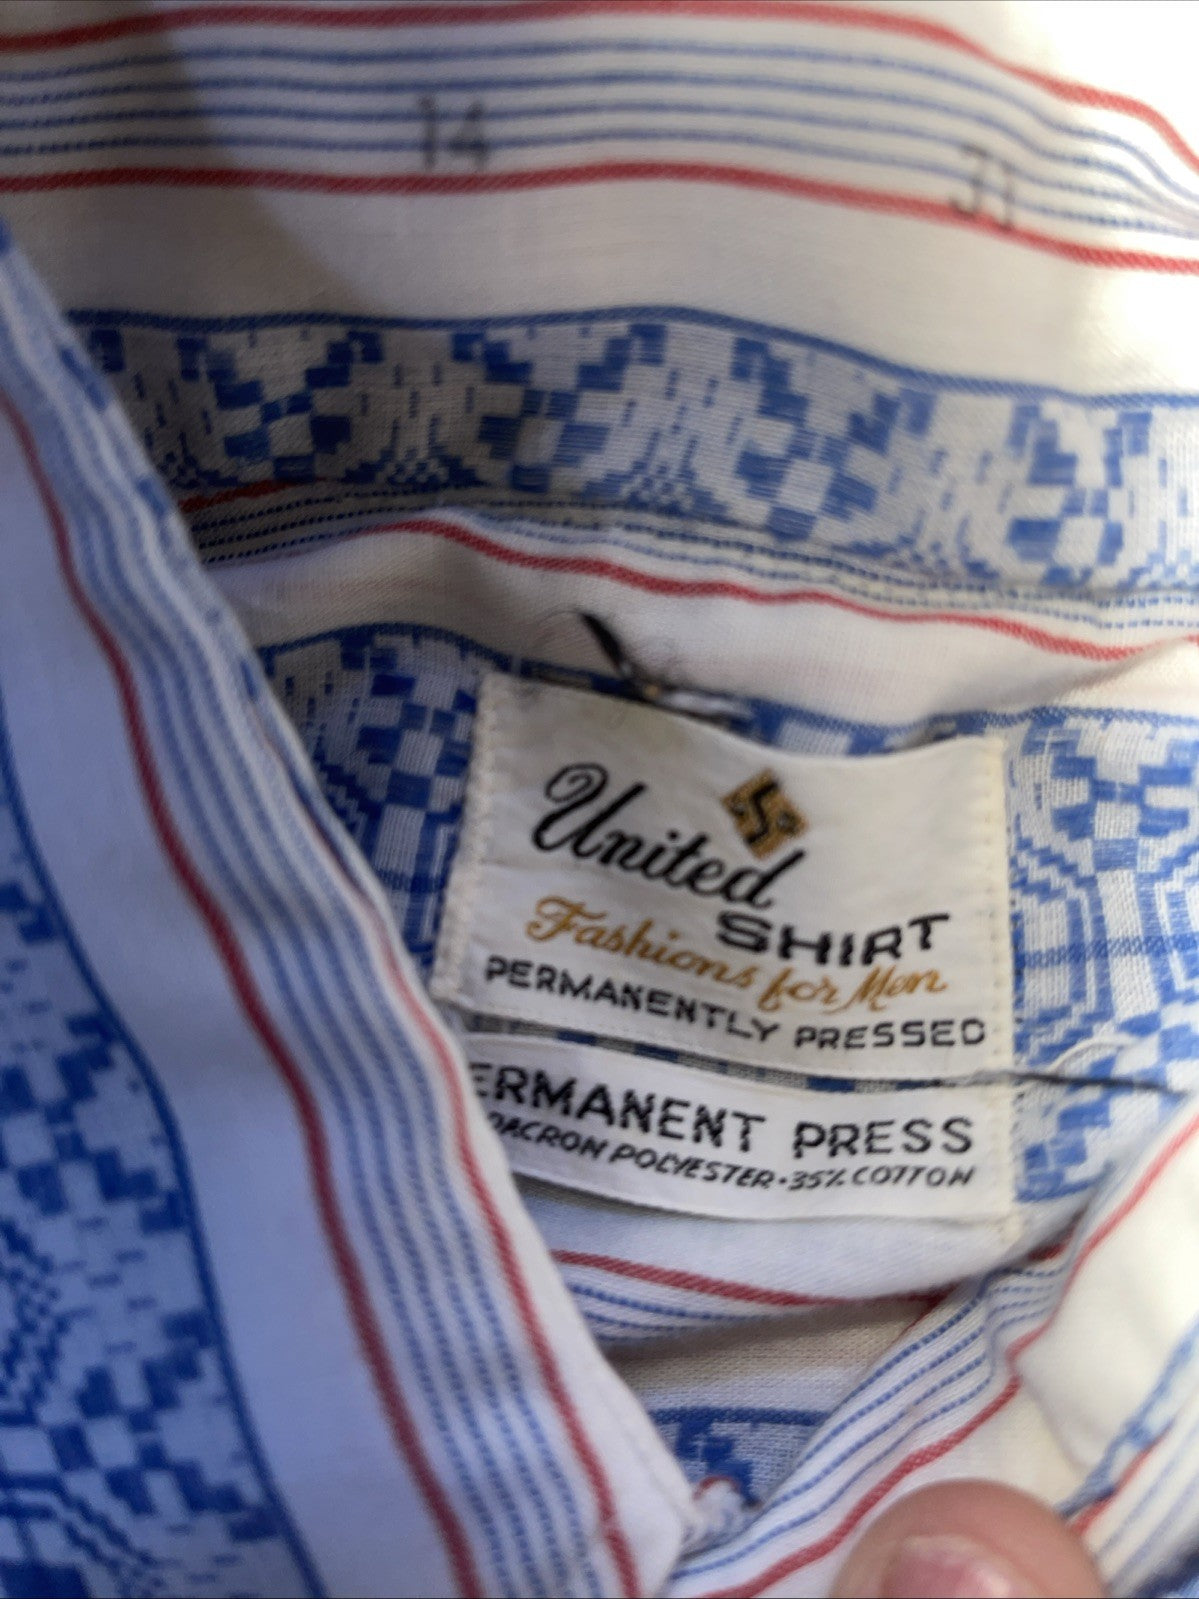 14 31
United
SHIRT
Fashions for Men
PERMANENTLY PRESSED
ERMANENT PRESS
DACRON POLYESTER·35% COTTON